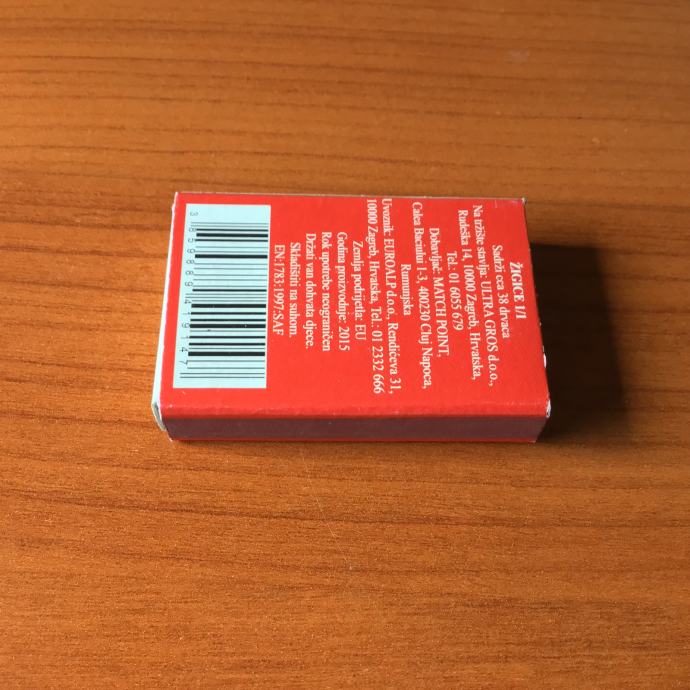 ŽIGICE 1/1
Sadrži cca 38 drvaca
Na tržište stavlja: ULTRA GROS d.o.o.,
Rudeška 14, 10000 Zagreb, Hrvatska,
Tel.: 01 6055 679
Dobavljač: MATCH POINT,
Calea Baciului 1-3, 400230 Cluj Napoca,
Rumunjska
Uvoznik: EUROALP d.o.o., Rendićeva 31,
10000 Zagreb, Hrvatska, Tel.: 01 2332 666
Zemlja podrijetla: EU
Godina proizvodnje: 2015
Rok upotrebe neograničen
Držati van dohvata djece.
Skladištiti na suhom.
EN:1783:1997:SAF
3 859889 419147